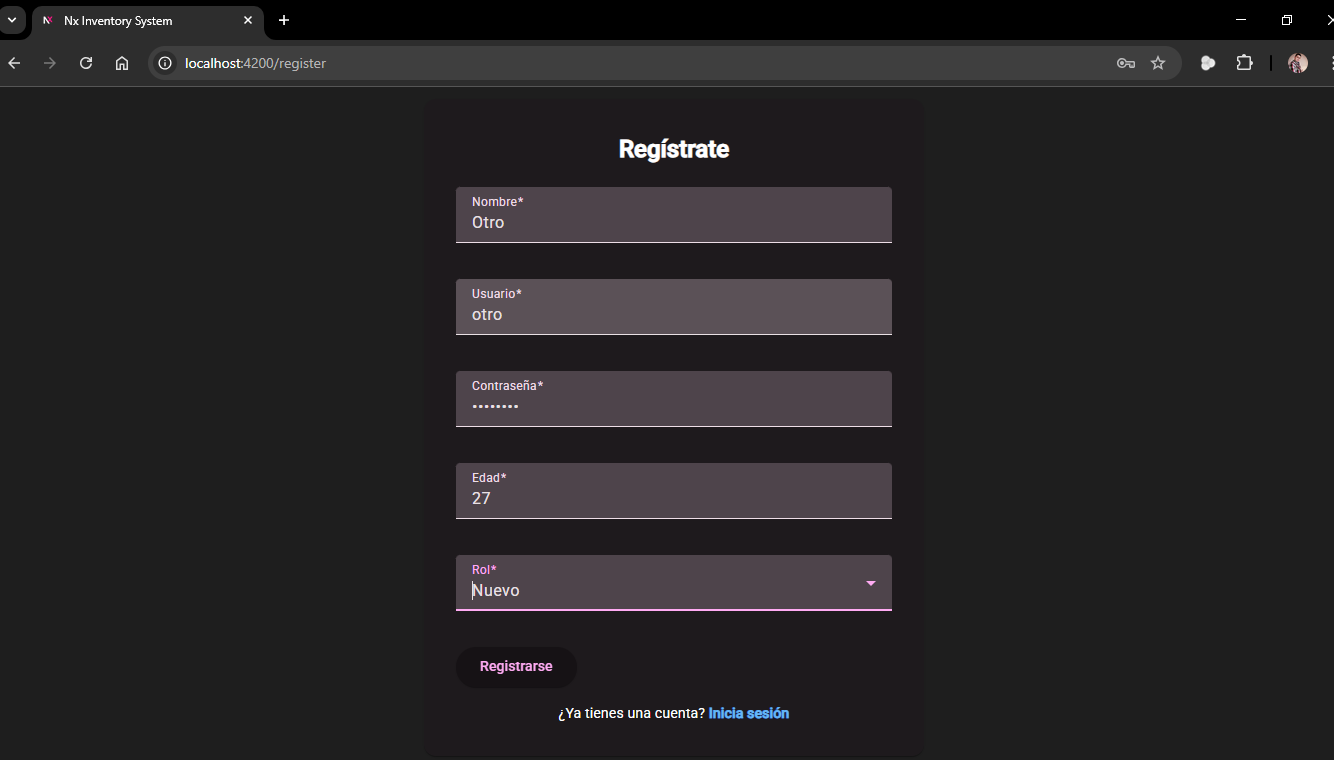 Nx Inventory System
localhost:4200/register
Regístrate
Nombre*
Otro
Usuario*
otro
Contraseña*
••••••••
Edad*
27
Rol*
Nuevo
Registrarse
¿Ya tienes una cuenta? Inicia sesión